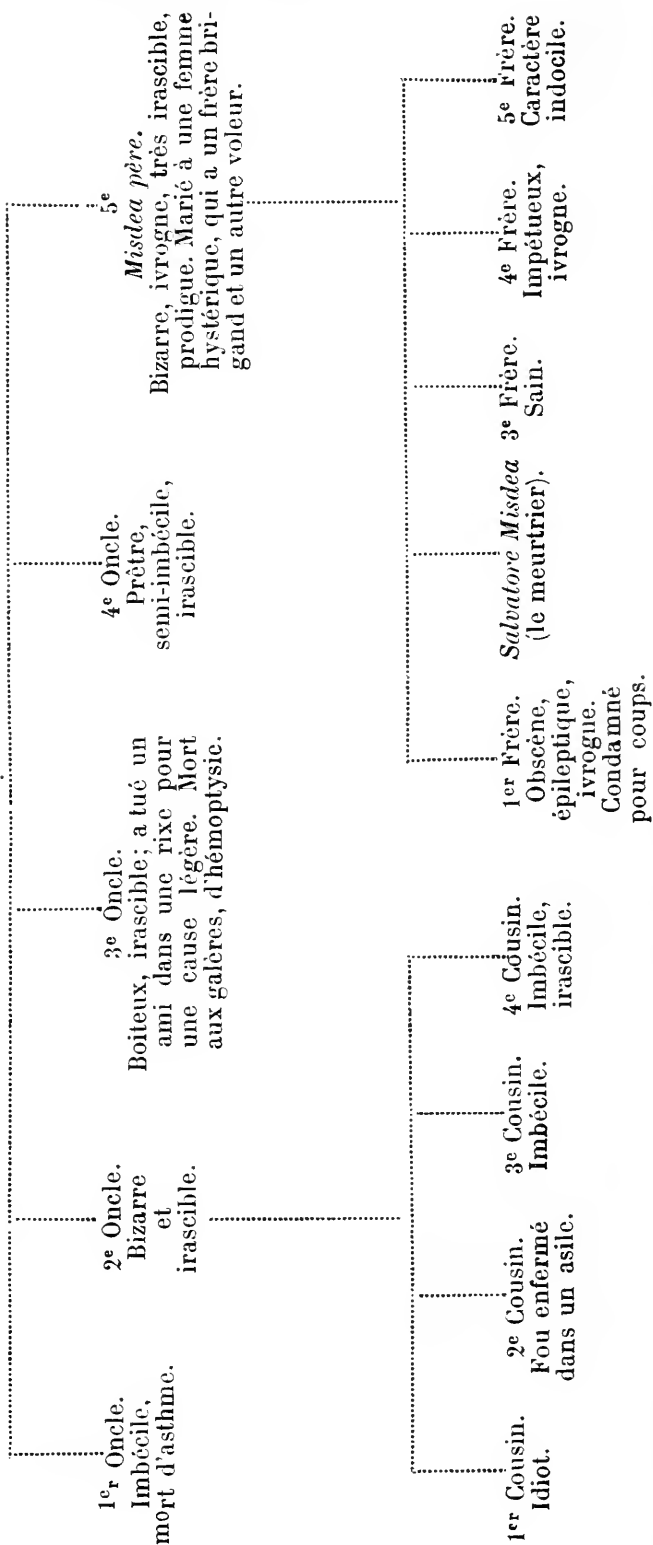 1er Oncle.
Imbécile,
mort d'asthme.
2e Oncle.
Bizarre
et
irascible.
3e Oncle.
Boiteux, irascible; a tué un
ami dans une rixe pour
une cause légère. Mort
aux galères, d'hémoptysie.
4e Oncle.
Prêtre,
semi-imbécile,
irascible.
5e
Misdea père.
Bizarre, ivrogne, très irascible,
prodigue. Marié à une femme
hystérique, qui a un frère bri-
gand et un autre voleur.
1er Cousin.
Idiot.
2e Cousin.
Fou enfermé
dans un asile.
3e Cousin.
Imbécile.
4e Cousin.
Imbécile,
irascible.
1er Frère.
Obscène,
épileptique,
ivrogne.
Condamné
pour coups.
Salvatore Misdea
(le meurtrier).
3e Frère.
Sain.
4e Frère.
Impétueux,
ivrogne.
5e Frère.
Caractère
indocile.